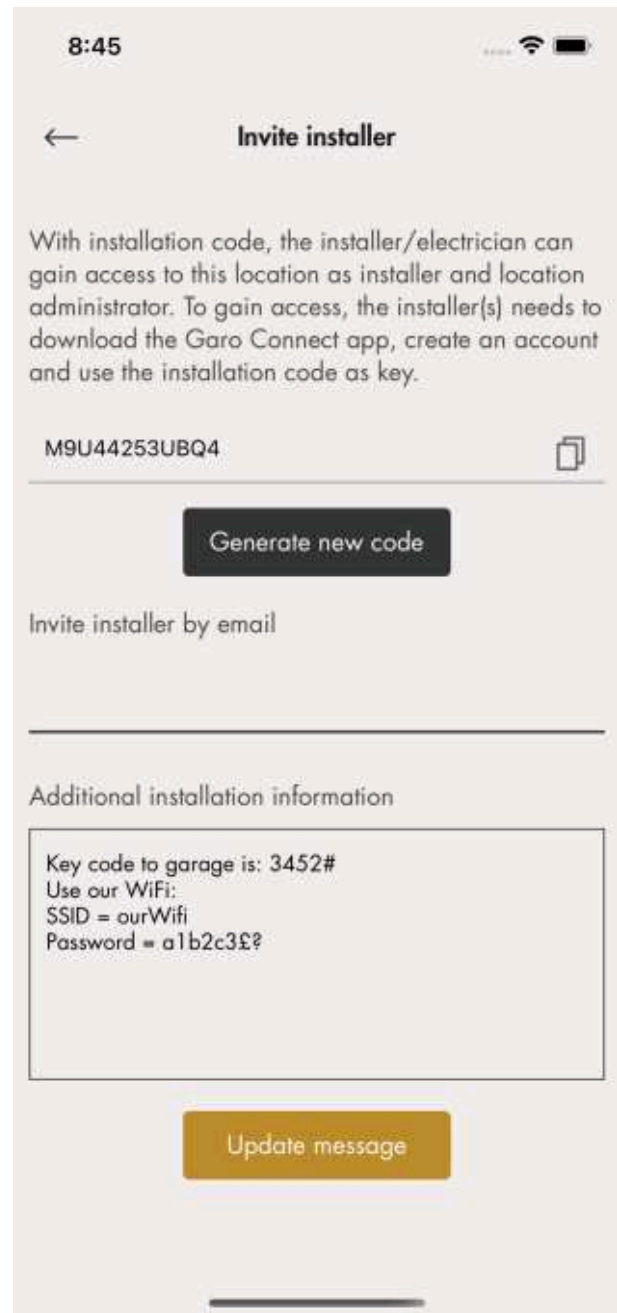 8:45
Invite installer
With installation code, the installer/electrician can
gain access to this location as installer and location
administrator. To gain access, the installer(s) needs to
download the Garo Connect app, create an account
and use the installation code as key.
M9U44253UBQ4
Generate new code
Invite installer by email
Additional installation information
Key code to garage is: 3452#
Use our WiFi:
SSID = ourWifi
Password = a1b2c3£?
Update message